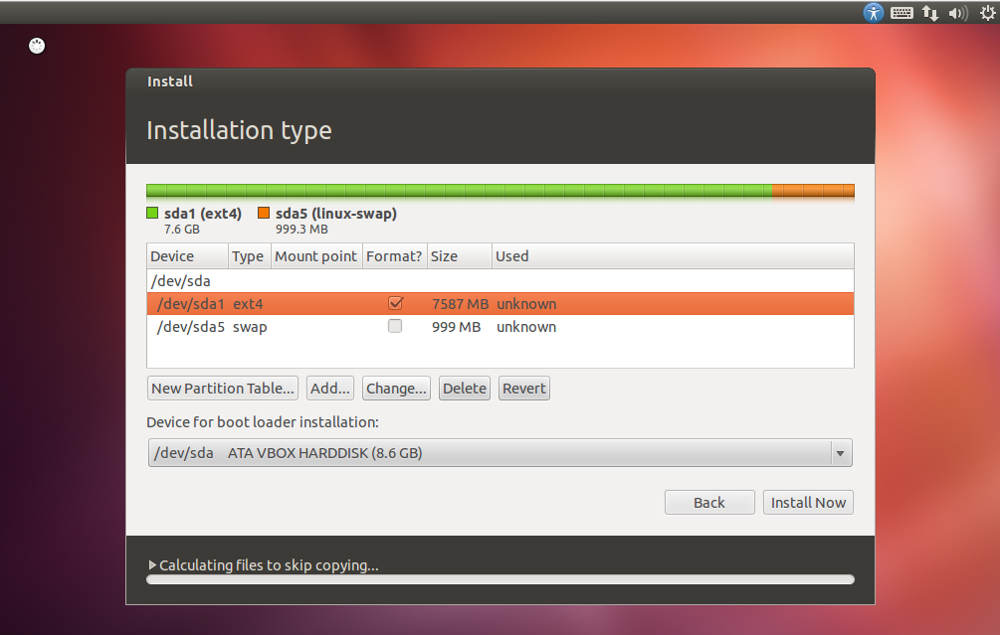 Install
Installation type
sda1 (ext4) sda5 (linux-swap)
7.6 GB 999.3 MB
Device Type Mount point Format? Size Used
/dev/sda
/dev/sda1 ext4 7587 MB unknown
/dev/sda5 swap 999 MB unknown
New Partition Table... Add... Change... Delete Revert
Device for boot loader installation:
/dev/sda ATA VBOX HARDDISK (8.6 GB)
Back Install Now
Calculating files to skip copying...